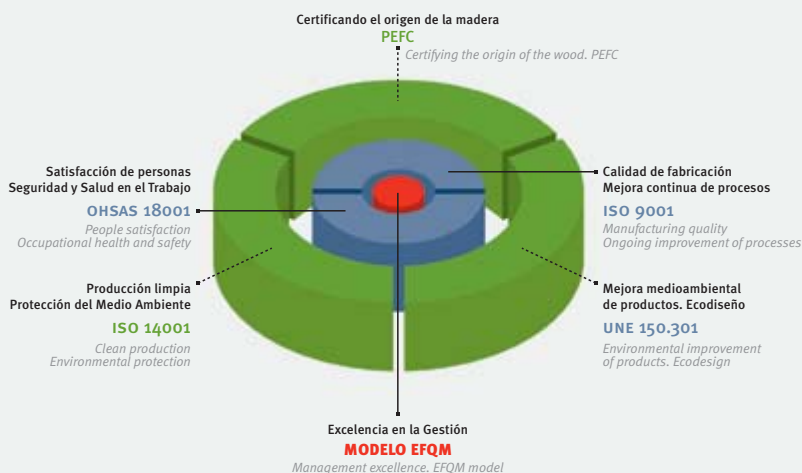 Certificando el origen de la madera
PEFC
Certifying the origin of the wood. PEFC
Satisfacción de personas
Seguridad y Salud en el Trabajo
OHSAS 18001
People satisfaction
Occupational health and safety
Calidad de fabricación
Mejora continua de procesos
ISO 9001
Manufacturing quality
Ongoing improvement of processes
Producción limpia
Protección del Medio Ambiente
ISO 14001
Clean production
Environmental protection
Mejora medioambiental
de productos. Ecodiseño
UNE 150.301
Environmental improvement
of products. Ecodesign
Excelencia en la Gestión
MODELO EFQM
Management excellence. EFQM model